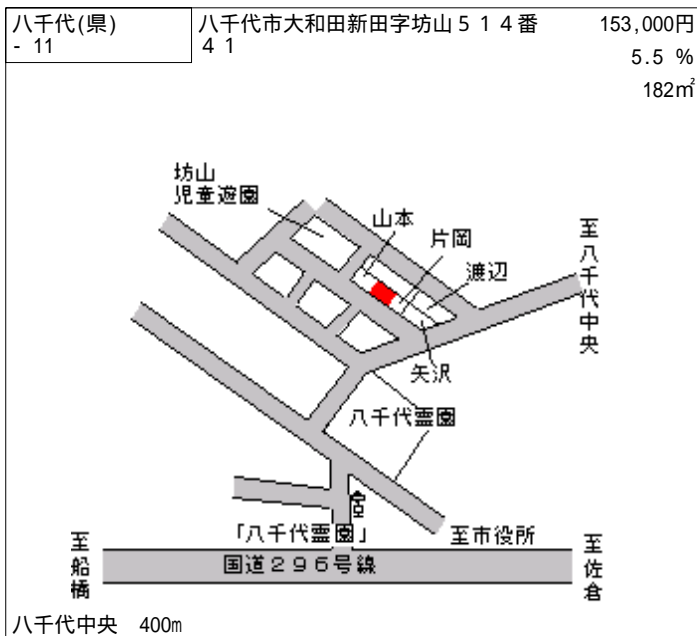 八千代(県)
- 11
八千代市大和田新田字坊山５１４番
４１
153,000円
5.5 %
182㎡
坊山
児童遊園
山本
片岡
渡辺
至八千代中央
矢沢
八千代霊園
「八千代霊園」
至市役所
至船橋
国道２９６号線
至佐倉
八千代中央 400m